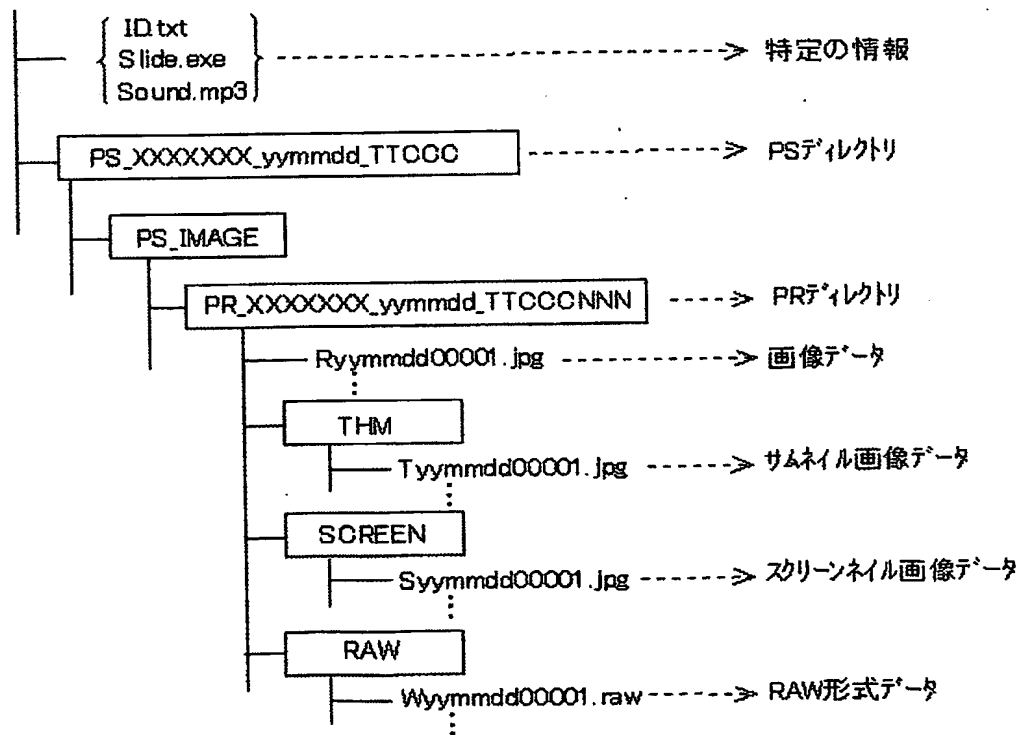 ID.txt
Slide.exe
Sound.mp3
特定の情報
PS_XXXXXXX_yymmdd_TTCCC
PSディレクトリ
PS_IMAGE
PR_XXXXXXX_yymmdd_TTCCCNNN
PRディレクトリ
Ryymmdd00001.jpg
画像データ
THM
Tyymmdd00001.jpg
サムネイル画像データ
SCREEN
Syymmdd00001.jpg
スクリーンネイル画像データ
RAW
Wyymmdd00001.raw
RAW形式データ